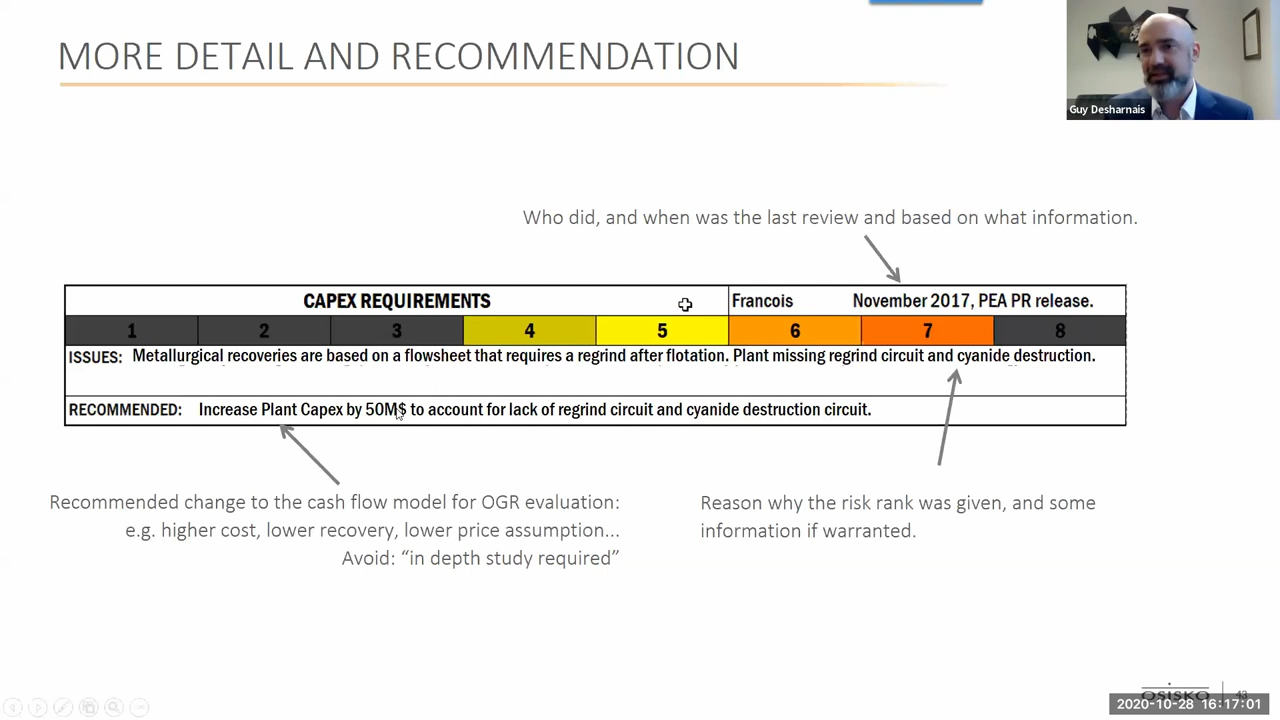 MORE DETAIL AND RECOMMENDATION
Guy Desharnais
Who did, and when was the last review and based on what information.
CAPEX REQUIREMENTS Francois November 2017, PEA PR release.
1 2 3 4 5 6 7 8
ISSUES: Metallurgical recoveries are based on a flowsheet that requires a regrind after flotation. Plant missing regrind circuit and cyanide destruction.
RECOMMENDED: Increase Plant Capex by 50M$ to account for lack of regrind circuit and cyanide destruction circuit.
Recommended change to the cash flow model for OGR evaluation:
e.g. higher cost, lower recovery, lower price assumption...
Avoid: “in depth study required”
Reason why the risk rank was given, and some
information if warranted.
OSISKO 43
2020-10-28 16:17:01